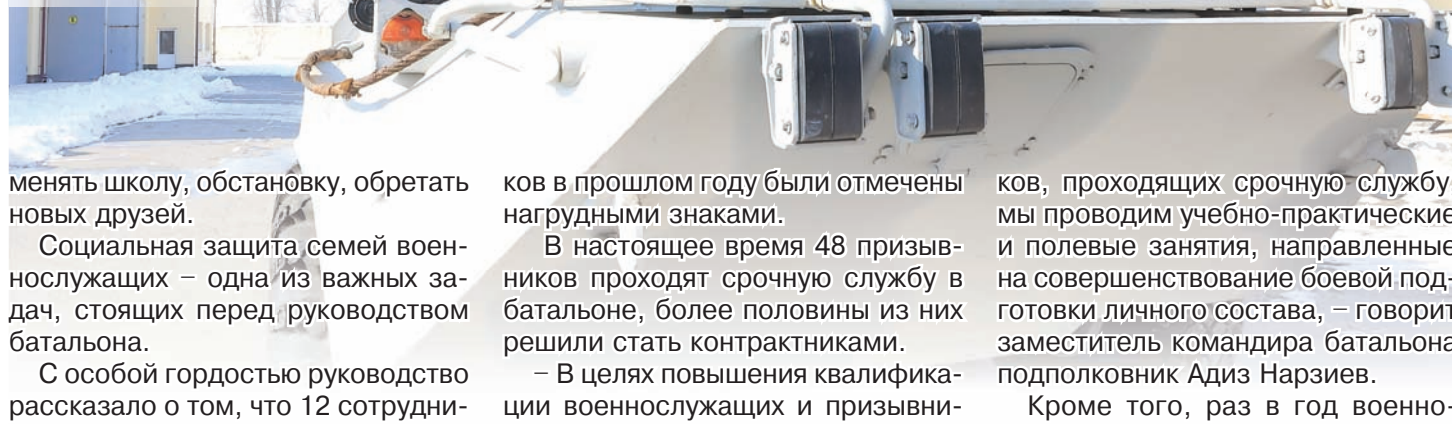 менять школу, обстановку, обретать
новых друзей.
Социальная защита семей воен-
нослужащих – одна из важных за-
дач, стоящих перед руководством
батальона.
С особой гордостью руководство
рассказало о том, что 12 сотрудни-
ков в прошлом году были отмечены
нагрудными знаками.
В настоящее время 48 призыв-
ников проходят срочную службу в
батальоне, более половины из них
решили стать контрактниками.
– В целях повышения квалифика-
ции военнослужащих и призывни-
ков, проходящих срочную службу
мы проводим учебно-практические
и полевые занятия, направленные
на совершенствование боевой под-
готовки личного состава, – говорит
заместитель командира батальона
подполковник Адиз Нарзиев.
Кроме того, раз в год военно-